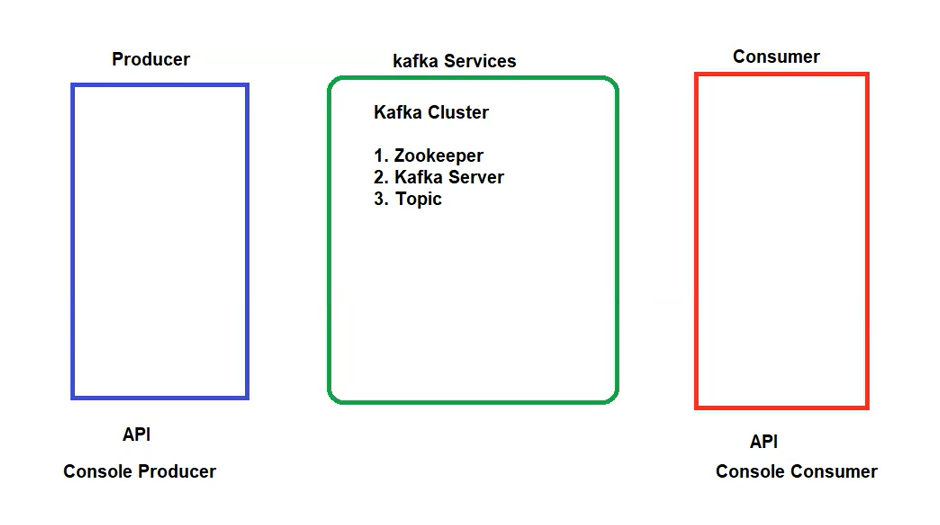 Producer
kafka Services
Consumer
Kafka Cluster
1. Zookeeper
2. Kafka Server
3. Topic
API
Console Producer
API
Console Consumer